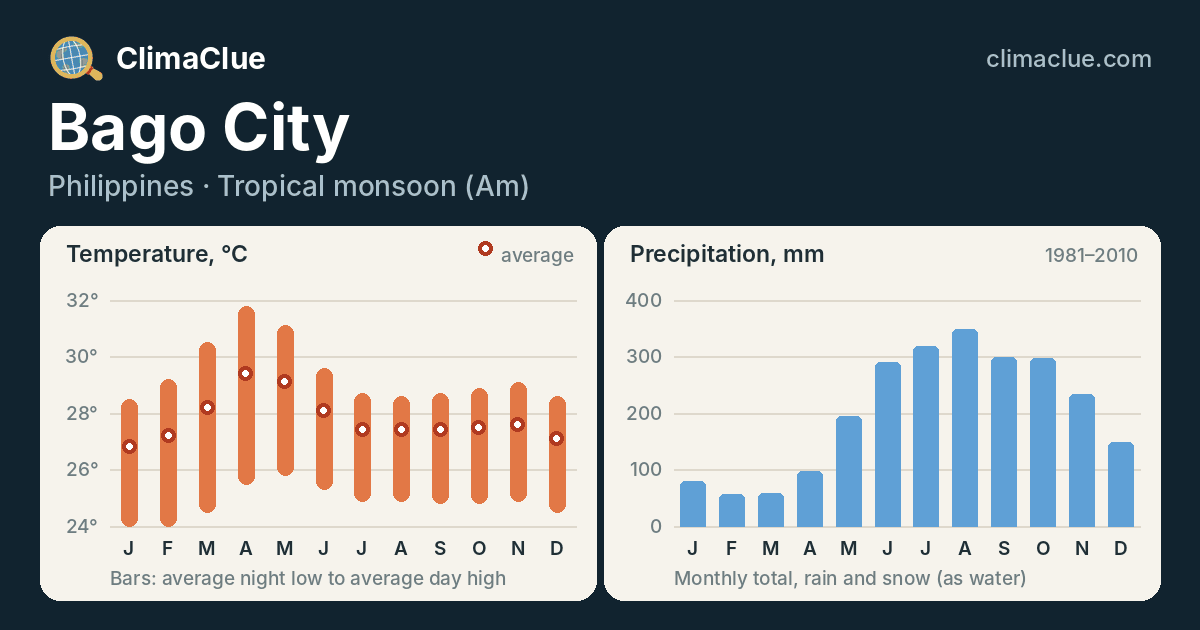 ClimaClue
climaclue.com
Bago City
Philippines · Tropical monsoon (Am)
Temperature, °C
average
32°
30°
28°
26°
24°
J F M A M J J A S O N D
Bars: average night low to average day high
Precipitation, mm
1981–2010
400
300
200
100
0
J F M A M J J A S O N D
Monthly total, rain and snow (as water)